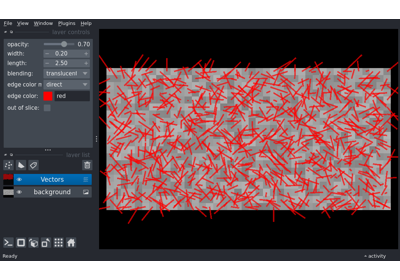 File View Window Plugins Help
layer controls
opacity: 0.70
width: 0.20
length: 2.50
blending: translucent
edge color m direct
edge color: red
out of slice:
layer list
Vectors
background
Ready
activity